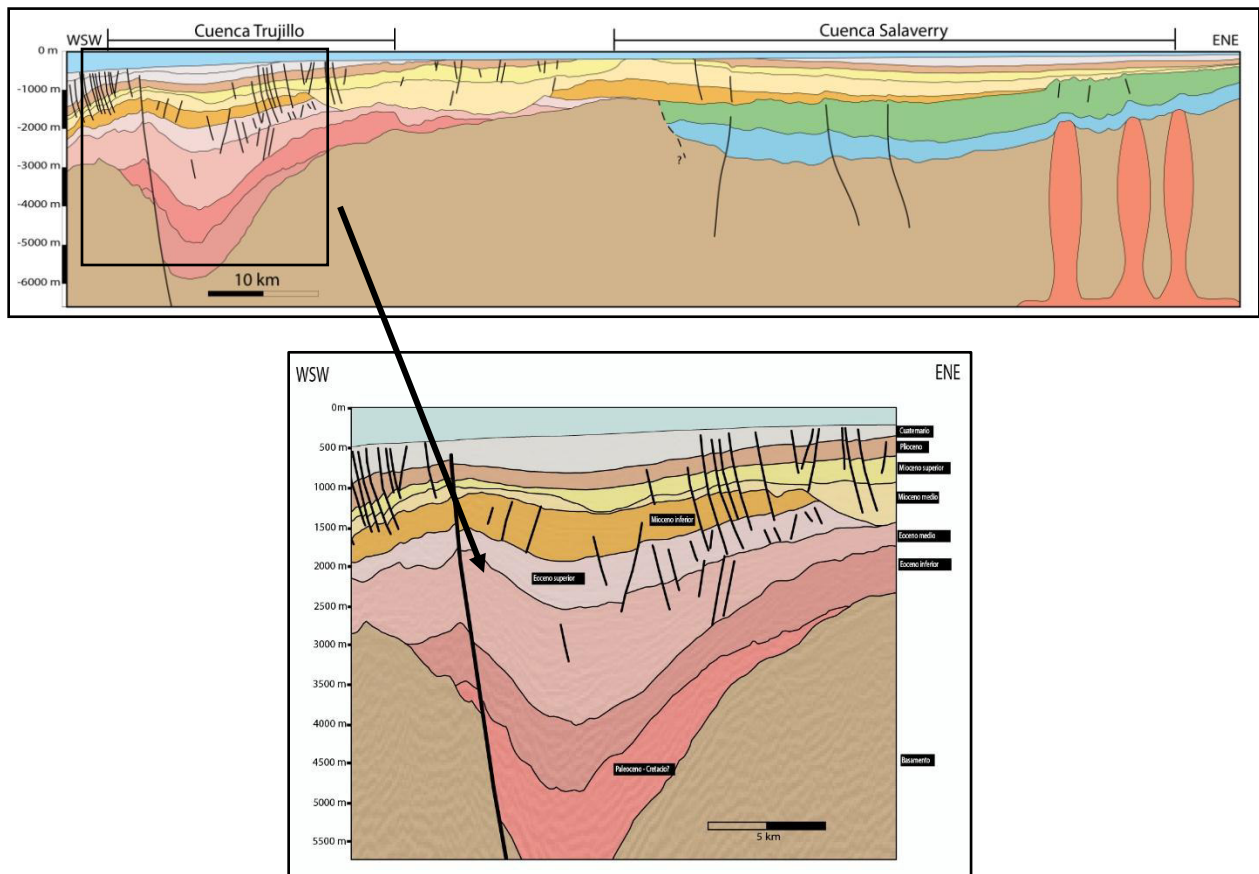 Cuenca Trujillo
Cuenca Salaverry
WSW
ENE
0 m
-1000 m
-2000 m
-3000 m
-4000 m
-5000 m
-6000 m
?
10 km
WSW
ENE
0m
500 m
1000 m
1500 m
2000 m
2500 m
3000 m
3500 m
4000 m
4500 m
5000 m
5500 m
Cuaternario
Plioceno
Mioceno superior
Mioceno medio
Mioceno inferior
Eoceno medio
Eoceno inferior
Eoceno superior
Paleoceno - Cretacio?
Basamento
5 km